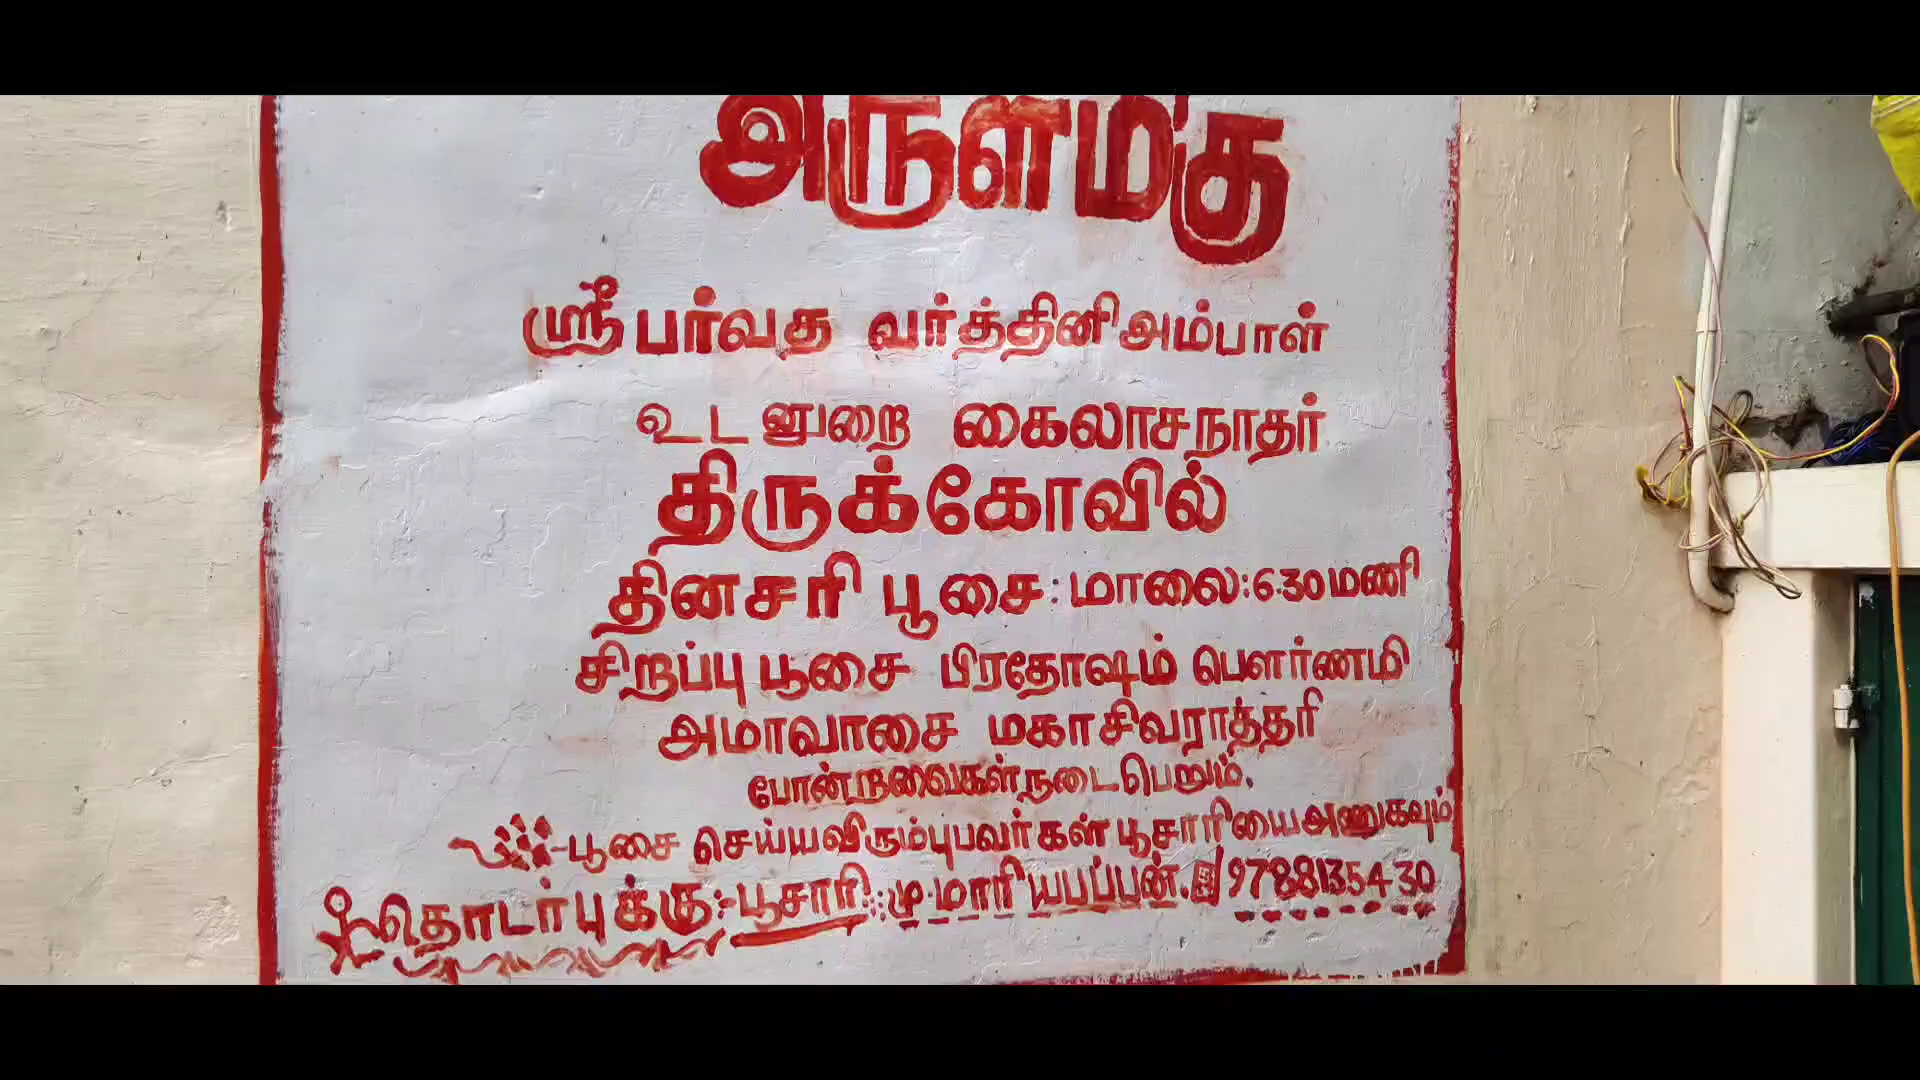 அருள்மிகு
ஸ்ரீ பர்வத வர்த்தினி அம்பாள்
உடனுறை கைலாசநாதர்
திருக்கோவில்
தினசரி பூசை : மாலை : 6.30 மணி
சிறப்பு பூசை பிரதோஷம் பௌர்ணமி
அமாவாசை மகா சிவராத்தரி
போன்றவைகள் நடைபெறும்.
பூசை செய்ய விரும்புபவர்கள் பூசாரியை அணுகவும்
தொடர்புக்கு :- பூசாரி : மு. மாரியப்பன். 9788135430